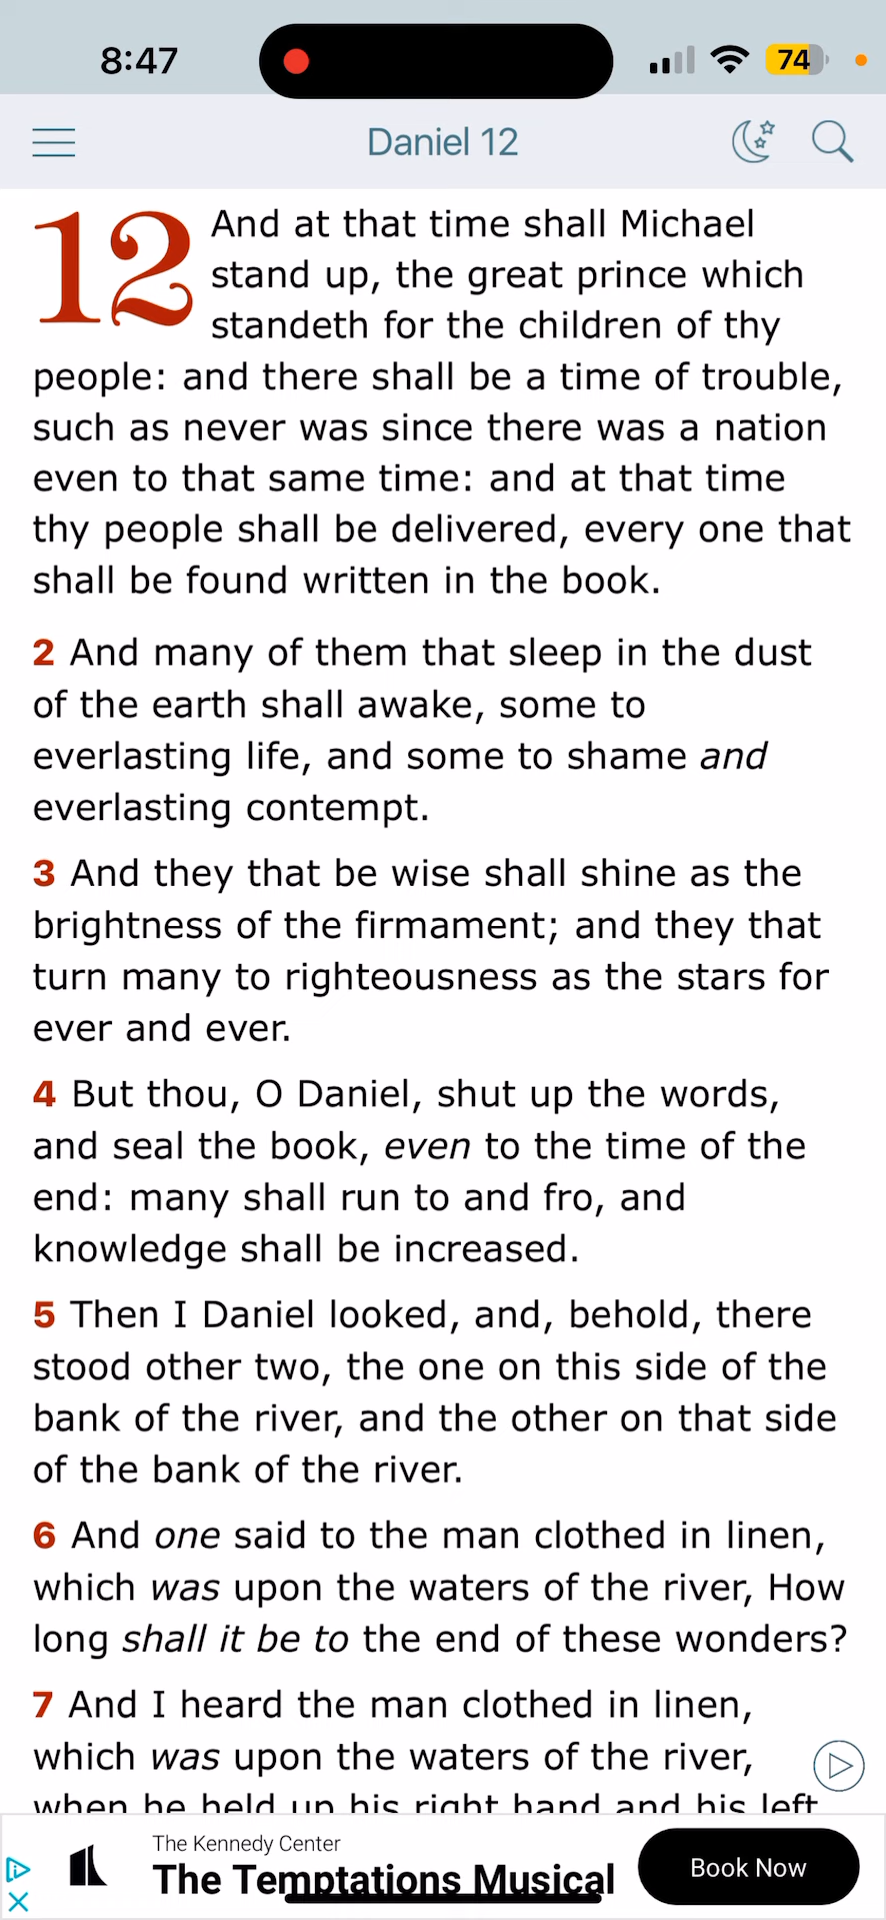 8:47
74
Daniel 12
12 And at that time shall Michael
stand up, the great prince which
standeth for the children of thy
people: and there shall be a time of trouble,
such as never was since there was a nation
even to that same time: and at that time
thy people shall be delivered, every one that
shall be found written in the book.
2 And many of them that sleep in the dust
of the earth shall awake, some to
everlasting life, and some to shame and
everlasting contempt.
3 And they that be wise shall shine as the
brightness of the firmament; and they that
turn many to righteousness as the stars for
ever and ever.
4 But thou, O Daniel, shut up the words,
and seal the book, even to the time of the
end: many shall run to and fro, and
knowledge shall be increased.
5 Then I Daniel looked, and, behold, there
stood other two, the one on this side of the
bank of the river, and the other on that side
of the bank of the river.
6 And one said to the man clothed in linen,
which was upon the waters of the river, How
long shall it be to the end of these wonders?
7 And I heard the man clothed in linen,
which was upon the waters of the river,
when he held up his right hand and his left
The Kennedy Center
The Temptations Musical
Book Now